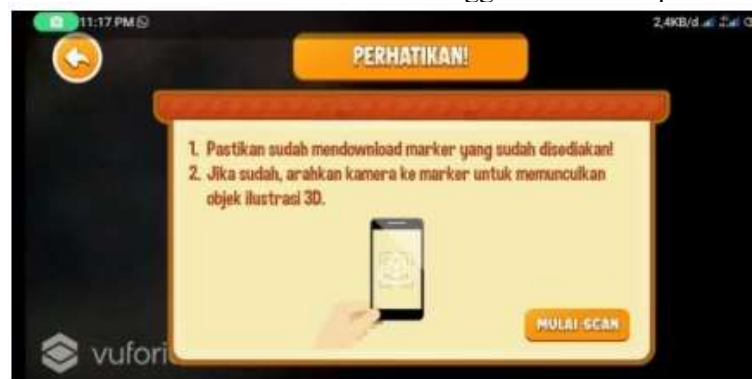 11:17 PM
2,4KB/d
PERHATIKAN!
1. Pastikan sudah mendownload marker yang sudah disediakan!
2. Jika sudah, arahkan kamera ke marker untuk memunculkan
objek ilustrasi 3D.
MULAI SCAN
vufori